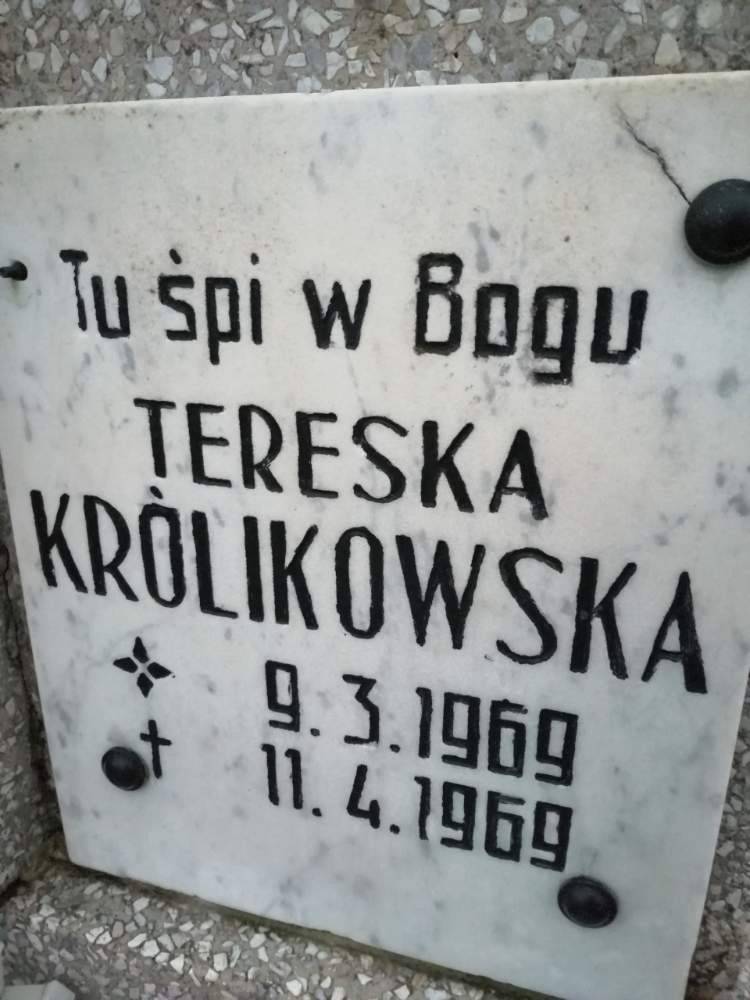 Tu śpi w Bogu
TERESKA
KRÓLIKOWSKA
9.3.1969
† 11.4.1969